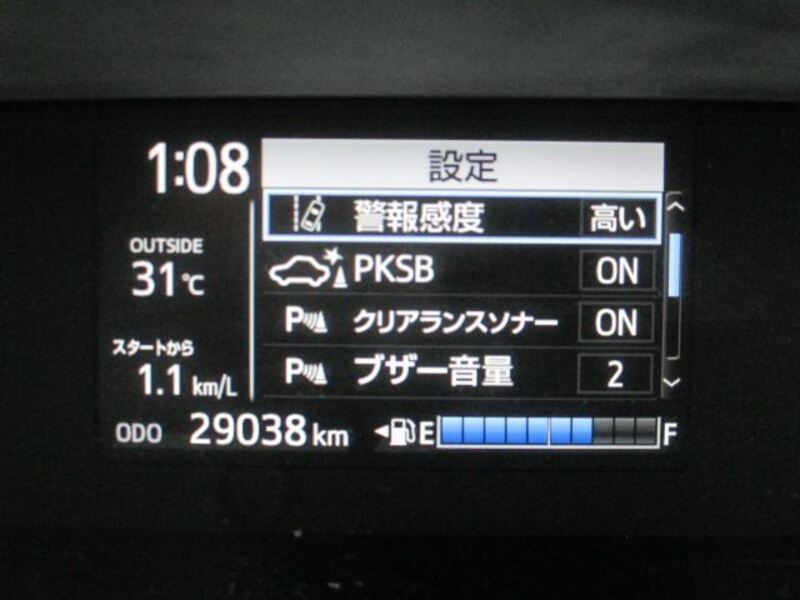 1:08
設定
警報感度 高い
OUTSIDE
31℃
PKSB ON
P クリアランスソナー ON
スタートから
1.1 km/L
P ブザー音量 2
ODO 29038 km E F